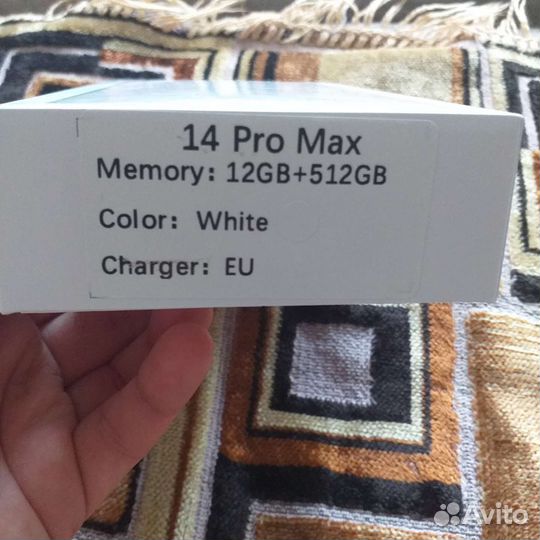 14 Pro Max
Memory: 12GB+512GB
Color: White
Charger: EU
Avito